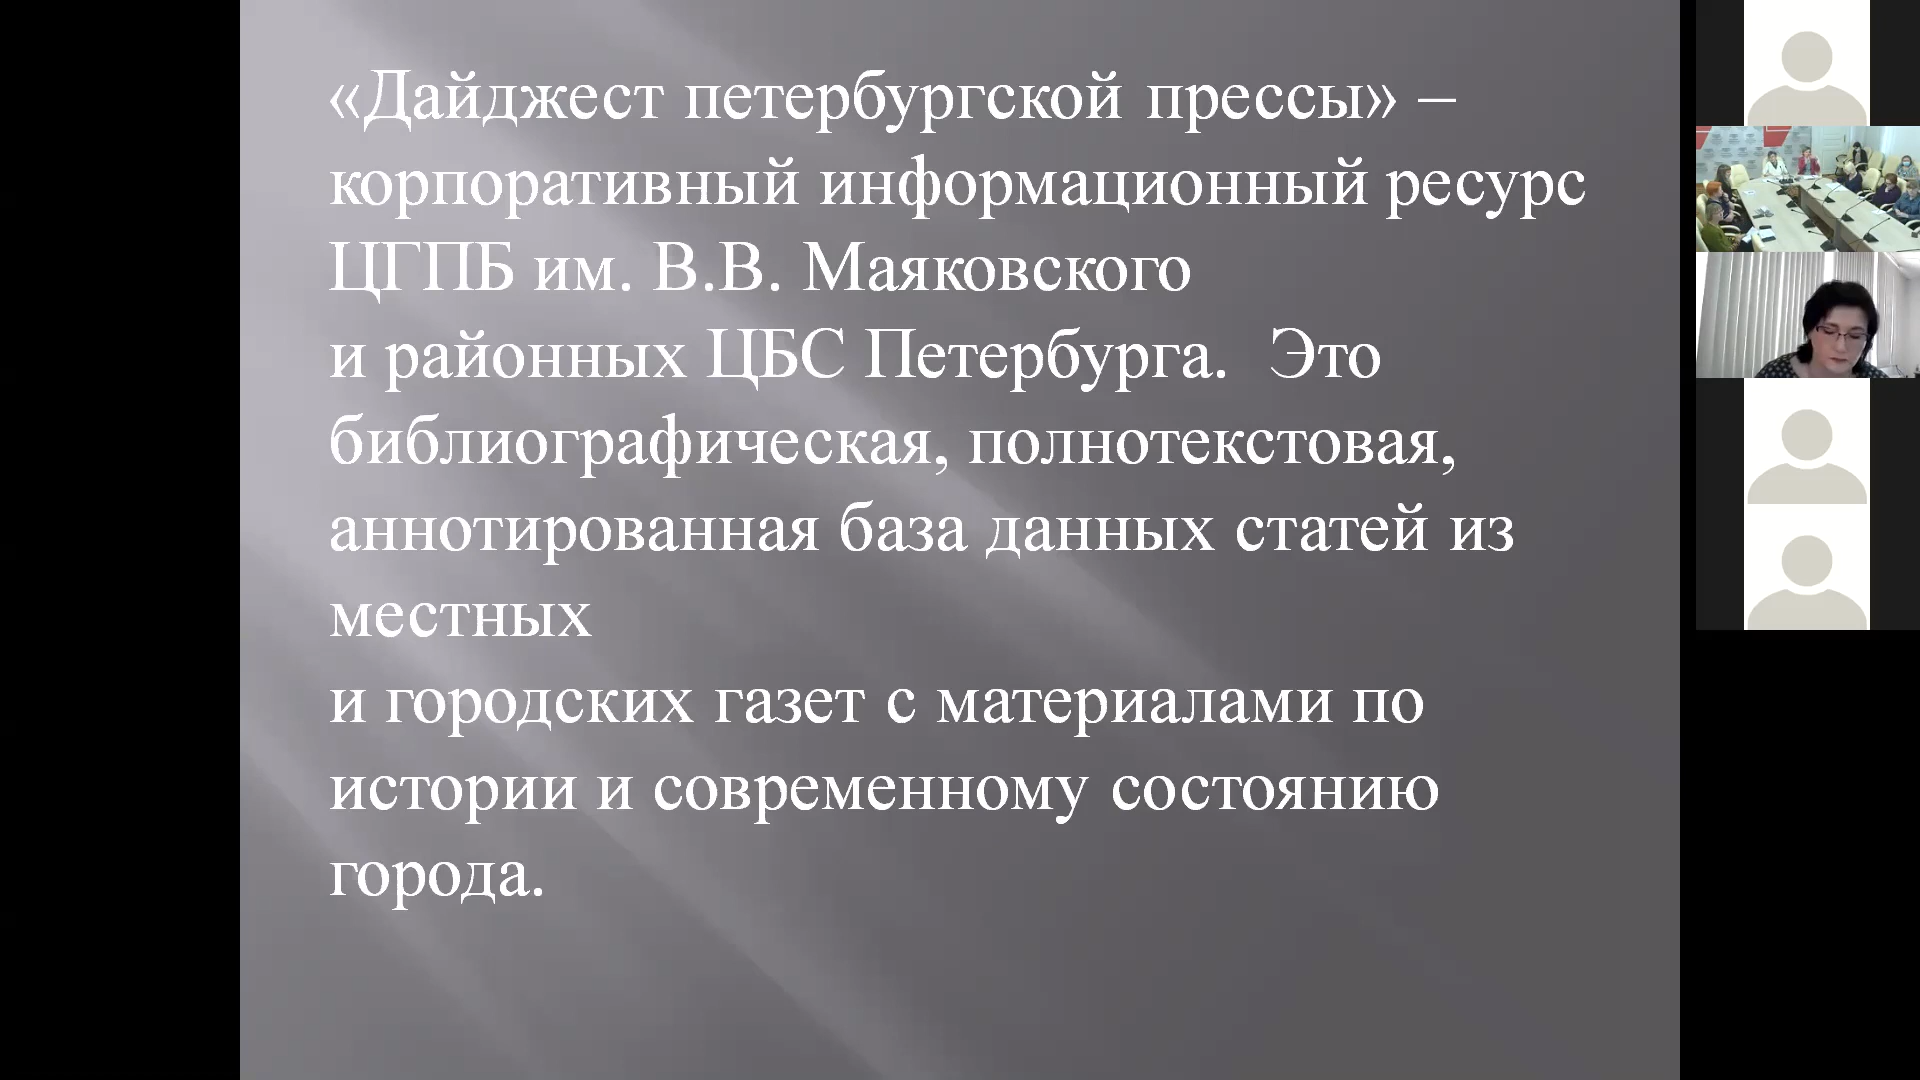 «Дайджест петербургской прессы» –
корпоративный информационный ресурс
ЦГПБ им. В.В. Маяковского
и районных ЦБС Петербурга.  Это
библиографическая, полнотекстовая,
аннотированная база данных статей из
местных
и городских газет с материалами по
истории и современному состоянию
города.